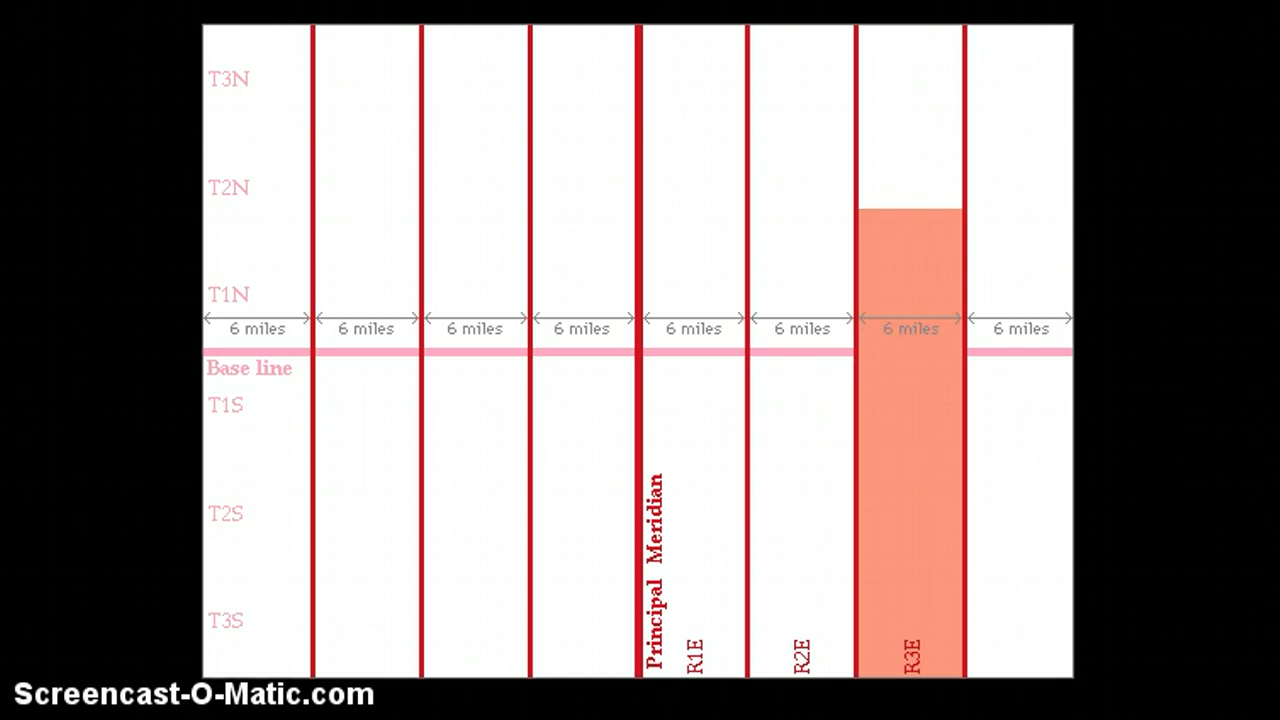 T3N
T2N
T1N
6 miles 6 miles 6 miles 6 miles 6 miles 6 miles 6 miles 6 miles
Base line
T1S
T2S
T3S
Principal Meridian
R1E
R2E
R3E
Screencast-O-Matic.com